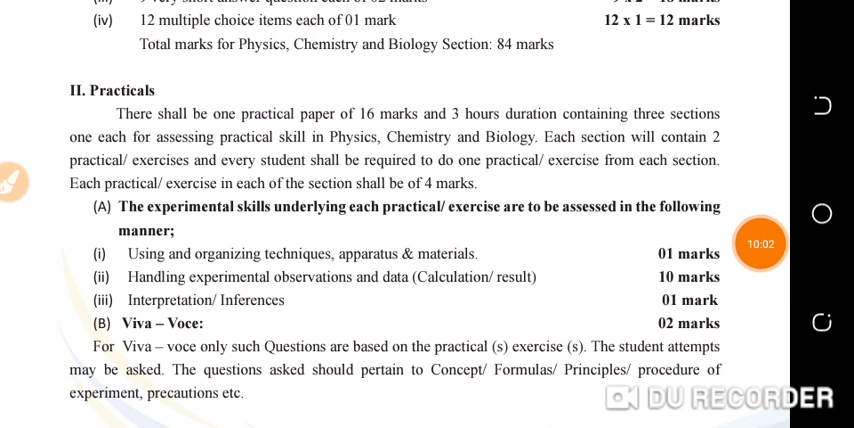 (iv) 12 multiple choice items each of 01 mark 12 x 1 = 12 marks
Total marks for Physics, Chemistry and Biology Section: 84 marks
II. Practicals
There shall be one practical paper of 16 marks and 3 hours duration containing three sections
one each for assessing practical skill in Physics, Chemistry and Biology. Each section will contain 2
practical/ exercises and every student shall be required to do one practical/ exercise from each section.
Each practical/ exercise in each of the section shall be of 4 marks.
(A) The experimental skills underlying each practical/ exercise are to be assessed in the following
manner;
(i) Using and organizing techniques, apparatus & materials. 01 marks
(ii) Handling experimental observations and data (Calculation/ result) 10 marks
(iii) Interpretation/ Inferences 01 mark
(B) Viva – Voce: 02 marks
For Viva – voce only such Questions are based on the practical (s) exercise (s). The student attempts
may be asked. The questions asked should pertain to Concept/ Formulas/ Principles/ procedure of
experiment, precautions etc.
10:02
DU RECORDER